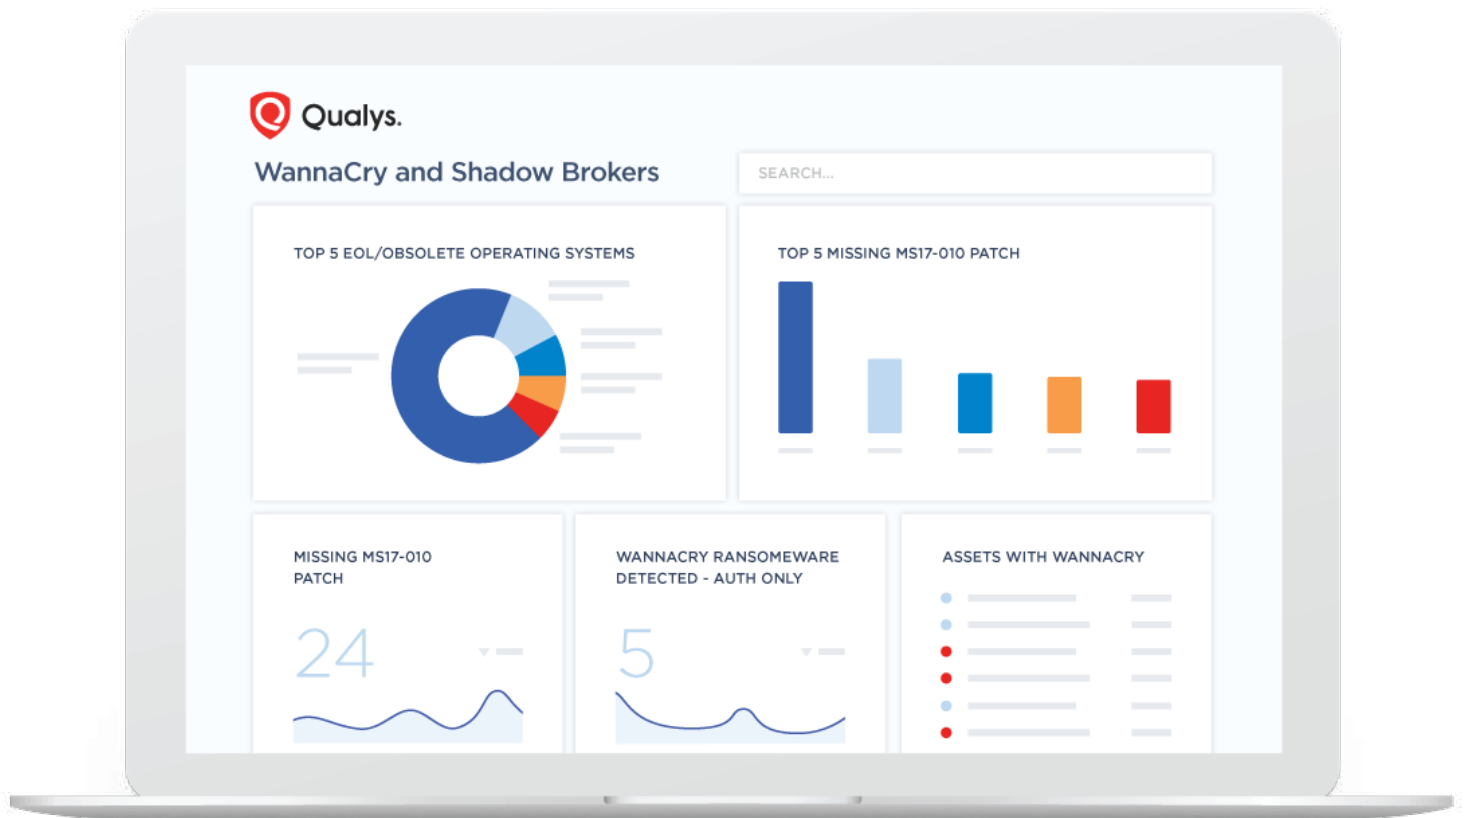 Qualys.
WannaCry and Shadow Brokers
SEARCH...
TOP 5 EOL/OBSOLETE OPERATING SYSTEMS
TOP 5 MISSING MS17-010 PATCH
MISSING MS17-010
PATCH
24
WANNACRY RANSOMEWARE
DETECTED - AUTH ONLY
5
ASSETS WITH WANNACRY